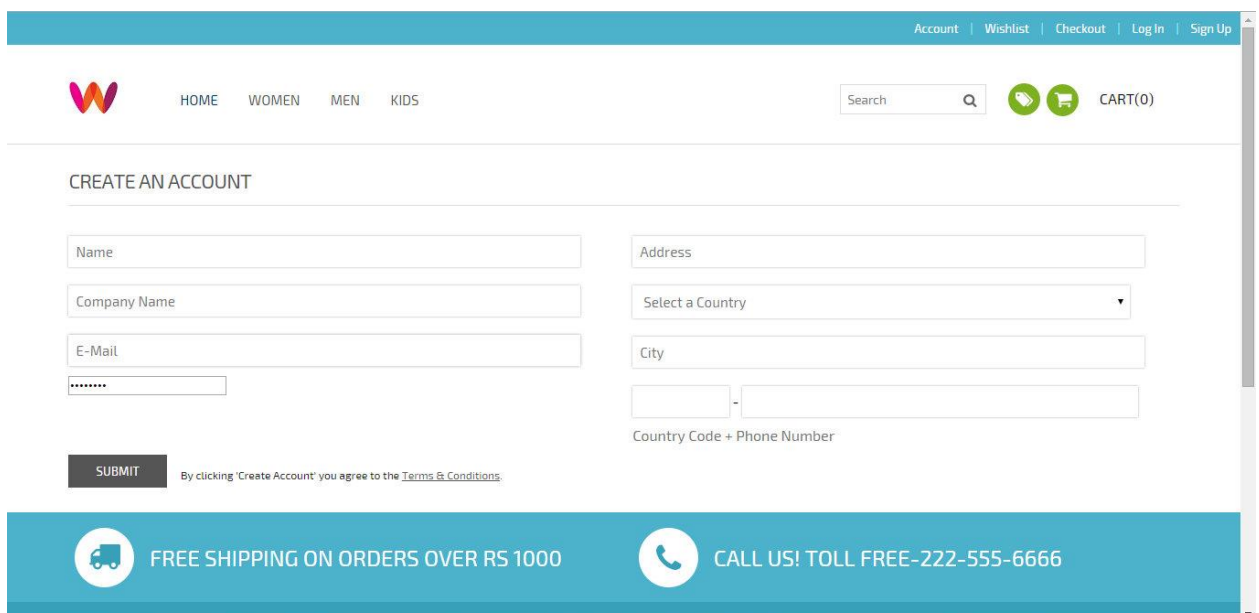 Account | Wishlist | Checkout | Log In | Sign Up
HOME WOMEN MEN KIDS
Search
CART(0)
CREATE AN ACCOUNT
Name
Company Name
E-Mail
••••••••
Address
Select a Country
City
-
Country Code + Phone Number
SUBMIT
By clicking 'Create Account' you agree to the Terms & Conditions.
FREE SHIPPING ON ORDERS OVER RS 1000
CALL US! TOLL FREE-222-555-6666